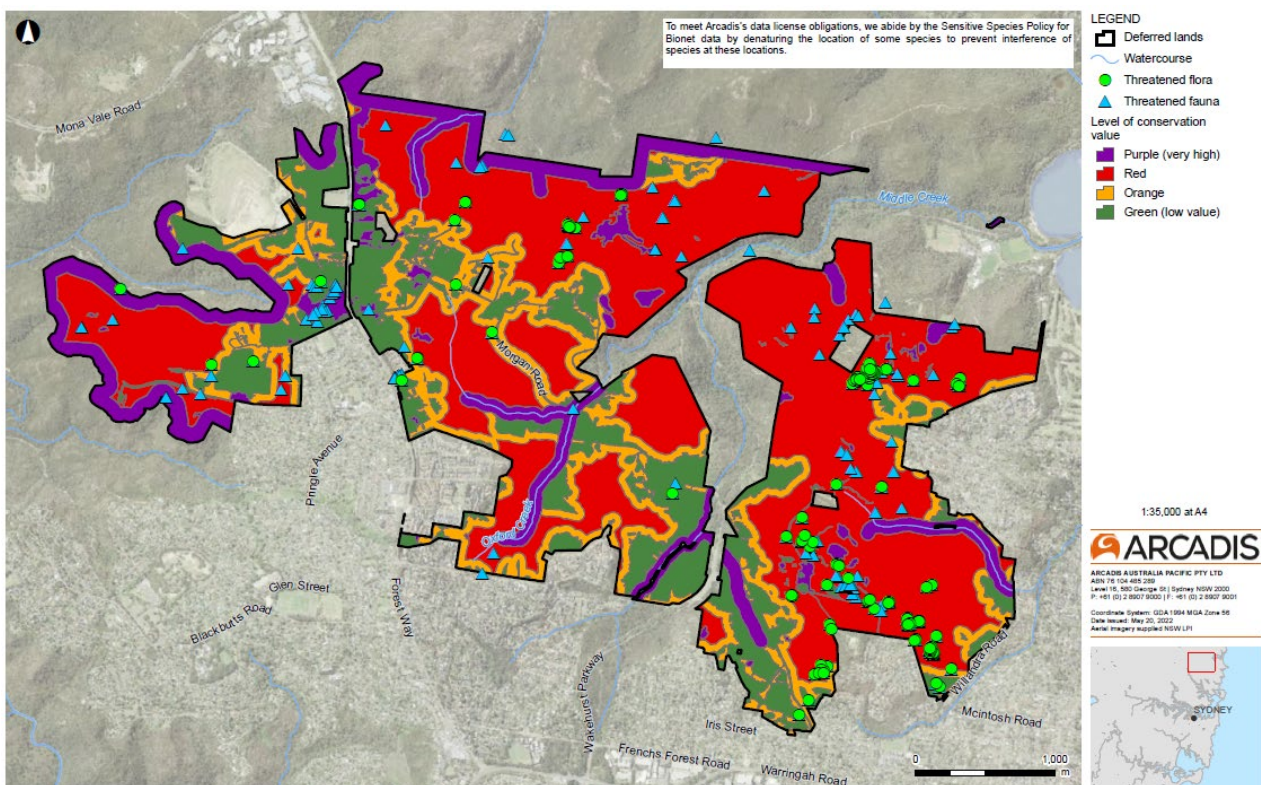 To meet Arcadis's data license obligations, we abide by the Sensitive Species Policy for
Bionet data by denaturing the location of some species to prevent interference of
species at these locations.
Mona Vale Road
Middle Creek
Morgan Road
Pringle Avenue
Oxford Creek
Glen Street
Blackbutts Road
Forest Way
Wakehurst Parkway
Willandra Road
Iris Street
Mcintosh Road
Frenchs Forest Road
Warringah Road
0 1,000
m
LEGEND
Deferred lands
Watercourse
Threatened flora
Threatened fauna
Level of conservation
value
Purple (very high)
Red
Orange
Green (low value)
1:35,000 at A4
ARCADIS
ARCADIS AUSTRALIA PACIFIC PTY LTD
ABN 76 104 485 289
Level 16, 580 George St | Sydney NSW 2000
P: +61 (0) 2 8907 9000 | F: +61 (0) 2 8907 9001
Coordinate System: GDA 1994 MGA Zone 56
Date issued: May 20, 2022
Aerial imagery supplied NSW LPI
SYDNEY